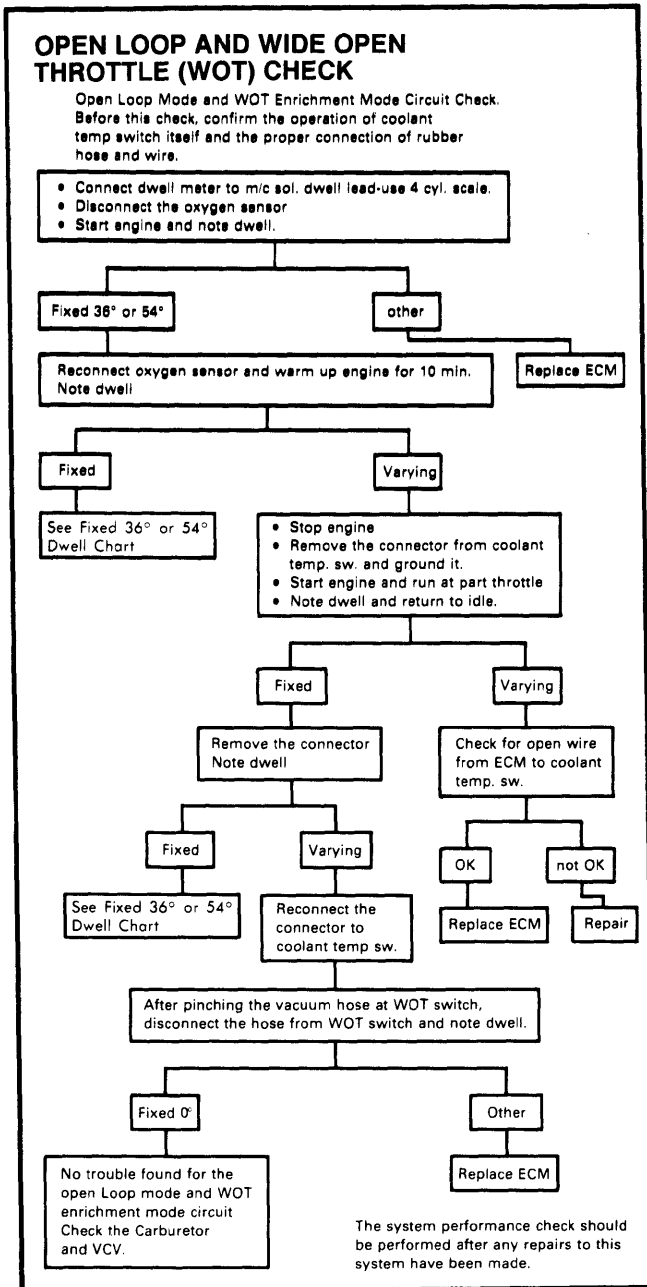 OPEN LOOP AND WIDE OPEN
THROTTLE (WOT) CHECK
Open Loop Mode and WOT Enrichment Mode Circuit Check.
Before this check, confirm the operation of coolant
temp switch itself and the proper connection of rubber
hose and wire.
• Connect dwell meter to m/c sol. dwell lead-use 4 cyl. scale.
• Disconnect the oxygen sensor
• Start engine and note dwell.
Fixed 36° or 54°
other
Reconnect oxygen sensor and warm up engine for 10 min.
Note dwell
Replace ECM
Fixed
Varying
See Fixed 36° or 54°
Dwell Chart
• Stop engine
• Remove the connector from coolant
temp. sw. and ground it.
• Start engine and run at part throttle
• Note dwell and return to idle.
Fixed
Varying
Remove the connector
Note dwell
Check for open wire
from ECM to coolant
temp. sw.
Fixed
Varying
OK
not OK
See Fixed 36° or 54°
Dwell Chart
Reconnect the
connector to
coolant temp sw.
Replace ECM
Repair
After pinching the vacuum hose at WOT switch,
disconnect the hose from WOT switch and note dwell.
Fixed 0°
Other
No trouble found for the
open Loop mode and WOT
enrichment mode circuit
Check the Carburetor
and VCV.
Replace ECM
The system performance check should
be performed after any repairs to this
system have been made.